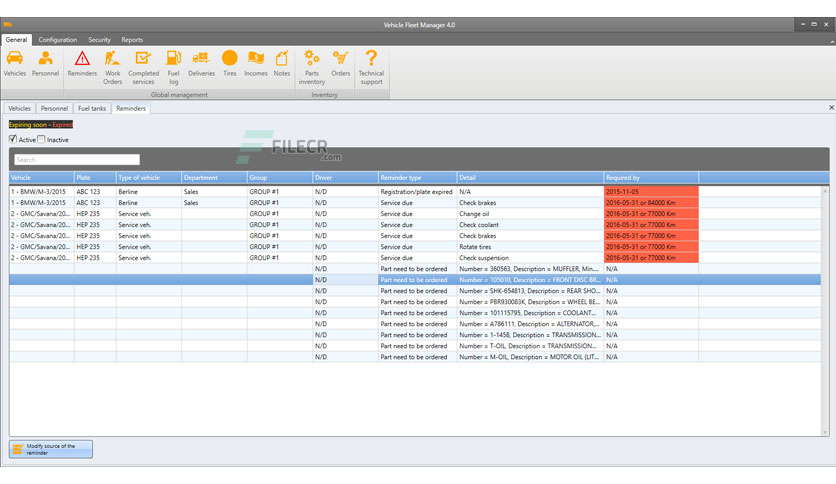 Vehicle Fleet Manager 4.0
General Configuration Security Reports
Vehicles Personnel Reminders Work Orders Completed services Fuel log Deliveries Tires Incomes Notes Parts inventory Orders Technical support
Global management Inventory
Vehicles Personnel Fuel tanks Reminders
Expiring soon - Expired
Active Inactive
FILECR
.com
Search
Vehicle Plate Type of vehicle Department Group Driver Reminder type Detail Required by
1 - BMW/M-3/2015 ABC 123 Berline Sales GROUP #1 N/D Registration/plate expired N/A 2015-11-05
1 - BMW/M-3/2015 ABC 123 Berline Sales GROUP #1 N/D Service due Check brakes 2016-05-31 or 84000 Km
2 - GMC/Savana/20... HEP 235 Service veh. GROUP #1 N/D Service due Change oil 2016-05-31 or 77000 Km
2 - GMC/Savana/20... HEP 235 Service veh. GROUP #1 N/D Service due Check coolant 2016-05-31 or 77000 Km
2 - GMC/Savana/20... HEP 235 Service veh. GROUP #1 N/D Service due Check brakes 2016-05-31 or 77000 Km
2 - GMC/Savana/20... HEP 235 Service veh. GROUP #1 N/D Service due Rotate tires 2016-05-31 or 77000 Km
2 - GMC/Savana/20... HEP 235 Service veh. GROUP #1 N/D Service due Check suspension 2016-05-31 or 77000 Km
N/D Part need to be ordered Number = 360563, Description = MUFFLER, Min.... N/A
N/D Part need to be ordered Number = 105010, Description = FRONT DISC BR... N/A
N/D Part need to be ordered Number = SHK-654813, Description = REAR SHO... N/A
N/D Part need to be ordered Number = PBR930083K, Description = WHEEL BE... N/A
N/D Part need to be ordered Number = 101115795, Description = COOLANT... N/A
N/D Part need to be ordered Number = A786111, Description = ALTERNATOR,... N/A
N/D Part need to be ordered Number = 1-1458, Description = TRANSMISSION... N/A
N/D Part need to be ordered Number = T-OIL, Description = TRANSMISSION... N/A
N/D Part need to be ordered Number = M-OIL, Description = MOTOR OIL (LIT... N/A
Modify source of the
reminder